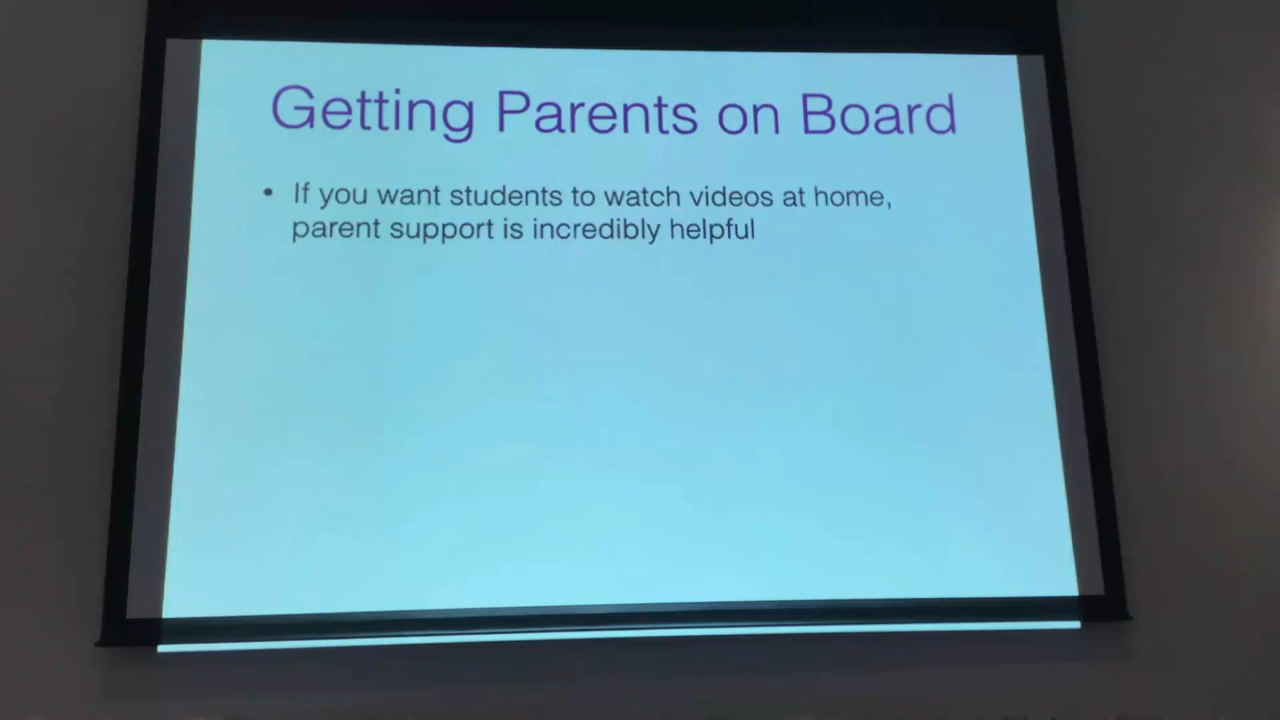 Getting Parents on Board
• If you want students to watch videos at home,
parent support is incredibly helpful